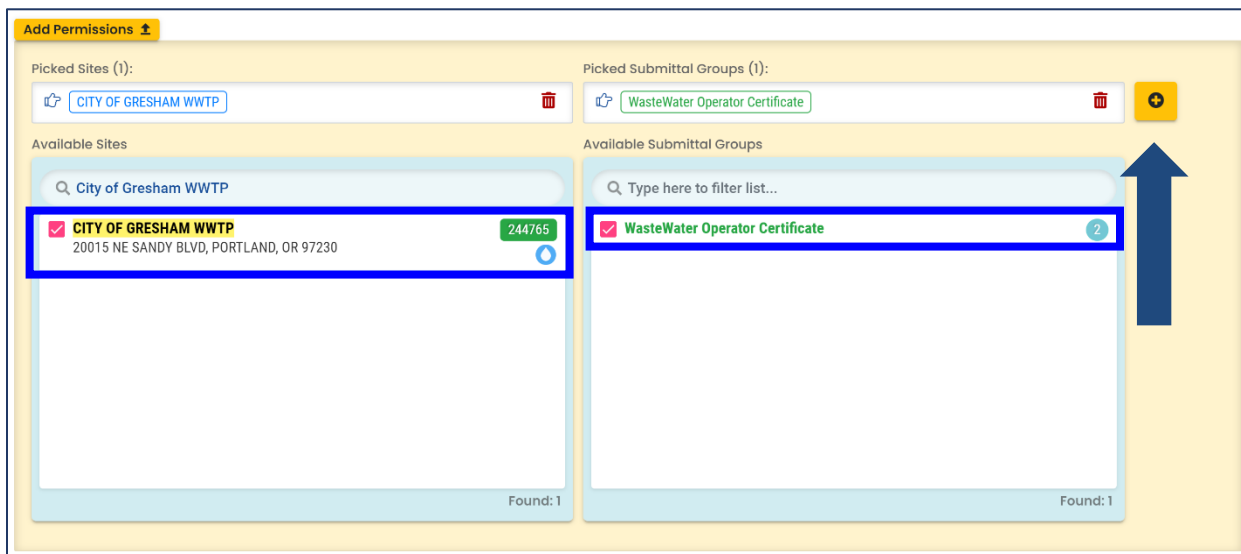 Add Permissions
Picked Sites (1):
CITY OF GRESHAM WWTP
Picked Submittal Groups (1):
WasteWater Operator Certificate
Available Sites
City of Gresham WWTP
CITY OF GRESHAM WWTP
244765
20015 NE SANDY BLVD, PORTLAND, OR 97230
Found: 1
Available Submittal Groups
Type here to filter list...
WasteWater Operator Certificate
2
Found: 1